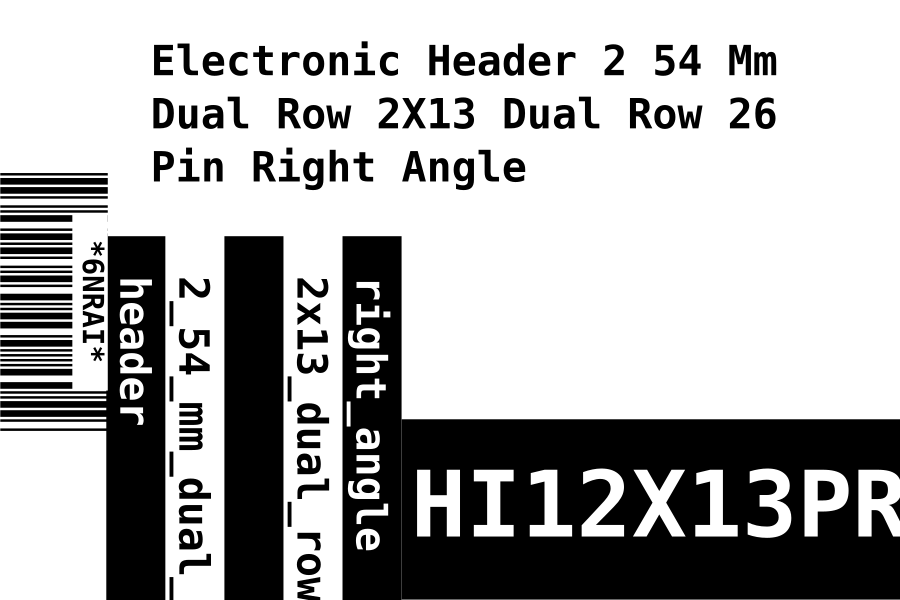 Electronic Header 2 54 Mm
Dual Row 2X13 Dual Row 26
Pin Right Angle
*6NRAI*
header
2_54_mm_dual_
2x13_dual_row
right_angle
HI12X13PR